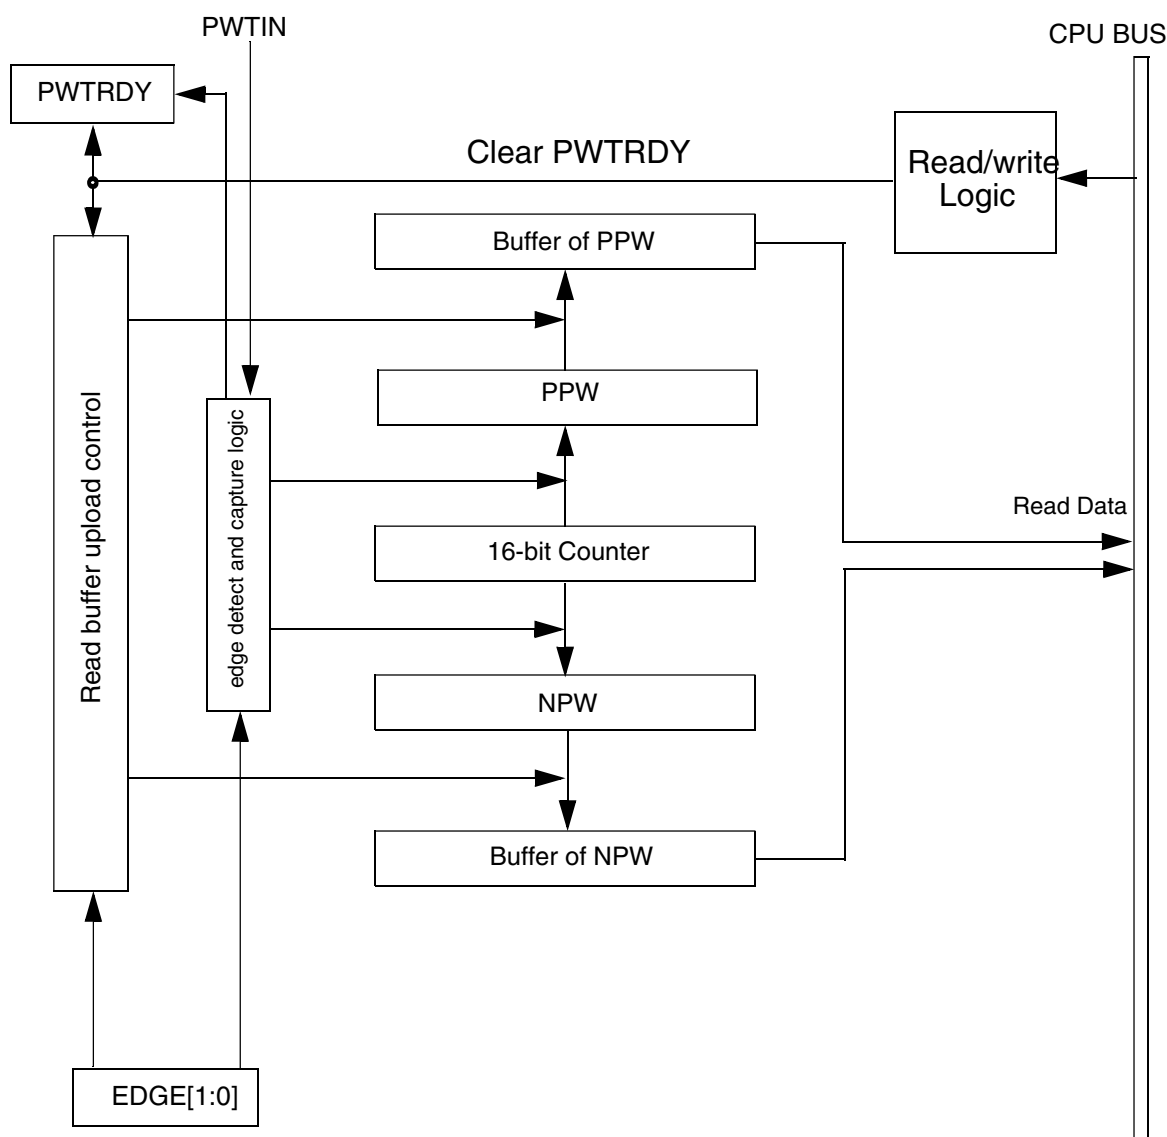 PWTIN
CPU BUS
PWTRDY
Clear PWTRDY
Read/write
Logic
Buffer of PPW
PPW
Read buffer upload control
edge detect and capture logic
Read Data
16-bit Counter
NPW
Buffer of NPW
EDGE[1:0]